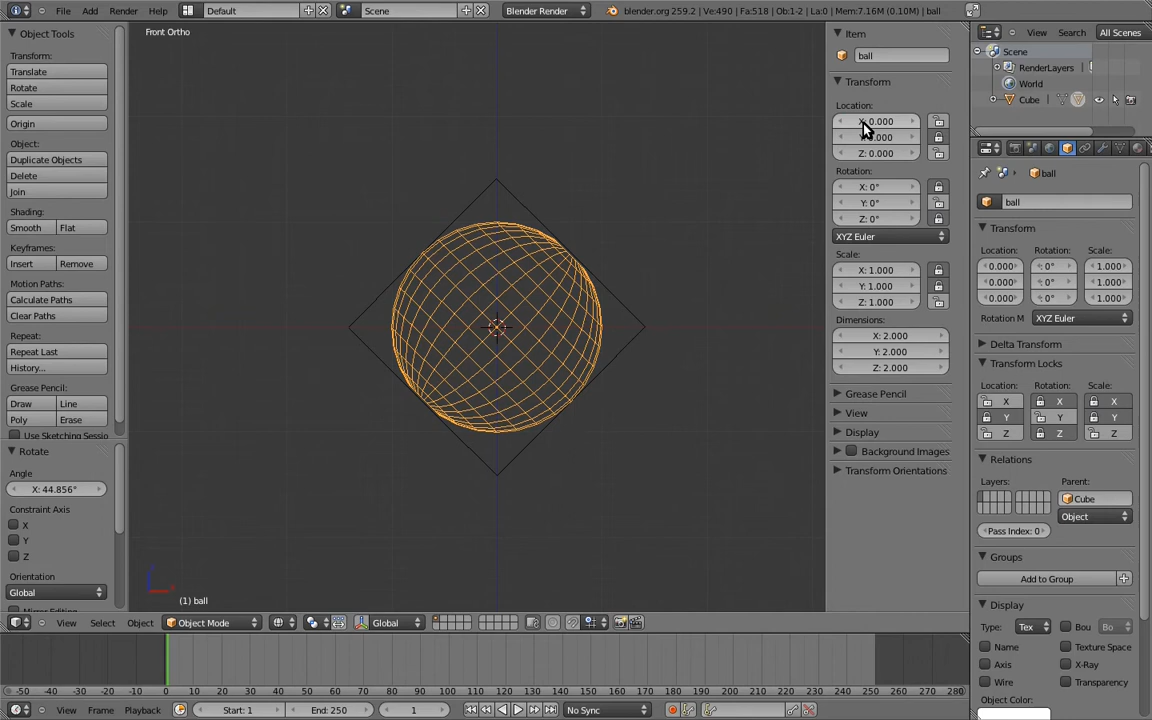 File Add Render Help Default Scene Blender Render blender.org 259.2 | Ve:490 | Fa:518 | Ob:1-2 | La:0 | Mem:7.16M (0.10M) | ball
Object Tools
Transform:
Translate
Rotate
Scale
Origin
Object:
Duplicate Objects
Delete
Join
Shading:
Smooth Flat
Keyframes:
Insert Remove
Motion Paths:
Calculate Paths
Clear Paths
Repeat:
Repeat Last
History...
Grease Pencil:
Draw Line
Poly Erase
Use Sketching Sessio
Rotate
Angle
X: 44.856°
Constraint Axis
X
Y
Z
Orientation
Global
Front Ortho
(1) ball
Item
ball
Transform
Location:
X: 0.000
Z: 0.000
Rotation:
X: 0°
Y: 0°
Z: 0°
XYZ Euler
Scale:
X: 1.000
Y: 1.000
Z: 1.000
Dimensions:
X: 2.000
Y: 2.000
Z: 2.000
Grease Pencil
View
Display
Background Images
Transform Orientations
View Search All Scenes
Scene
RenderLayers |
World
Cube
ball
ball
Transform
Location: Rotation: Scale:
0.000 0° 1.000
0.000 0° 1.000
0.000 0° 1.000
Rotation M XYZ Euler
Delta Transform
Transform Locks
Location: Rotation: Scale:
X X X
Y Y Y
Z Z Z
Relations
Layers: Parent:
Cube
Object
Pass Index: 0
Groups
Add to Group
Display
Type: Tex Bou Bo
Name Texture Space
Axis X-Ray
Wire Transparency
Object Color:
View Select Object Object Mode Global
-50 -40 -30 -20 -10 0 10 20 30 40 50 60 70 80 90 100 110 120 130 140 150 160 170 180 190 200 210 220 230 240 250 260 270 280
View Frame Playback Start: 1 End: 250 1 No Sync